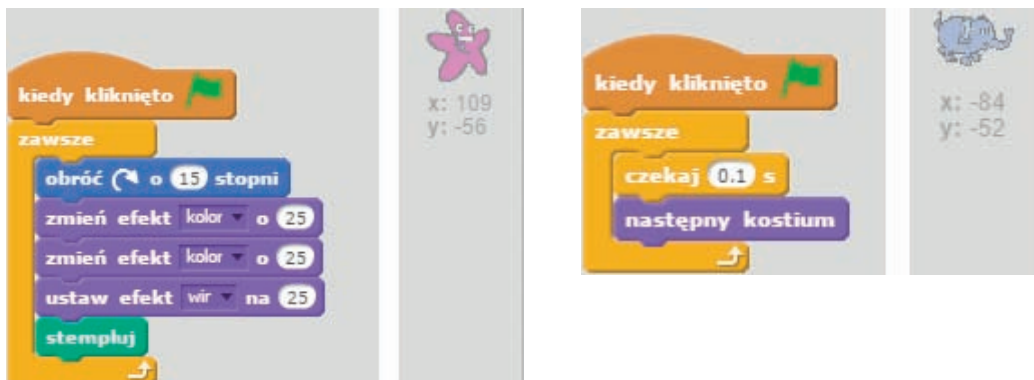 kiedy kliknięto
zawsze
obróć o 15 stopni
zmień efekt kolor o 25
zmień efekt kolor o 25
ustaw efekt wir na 25
stempluj
x: 109
y: -56
kiedy kliknięto
zawsze
czekaj 0.1 s
następny kostium
x: -84
y: -52